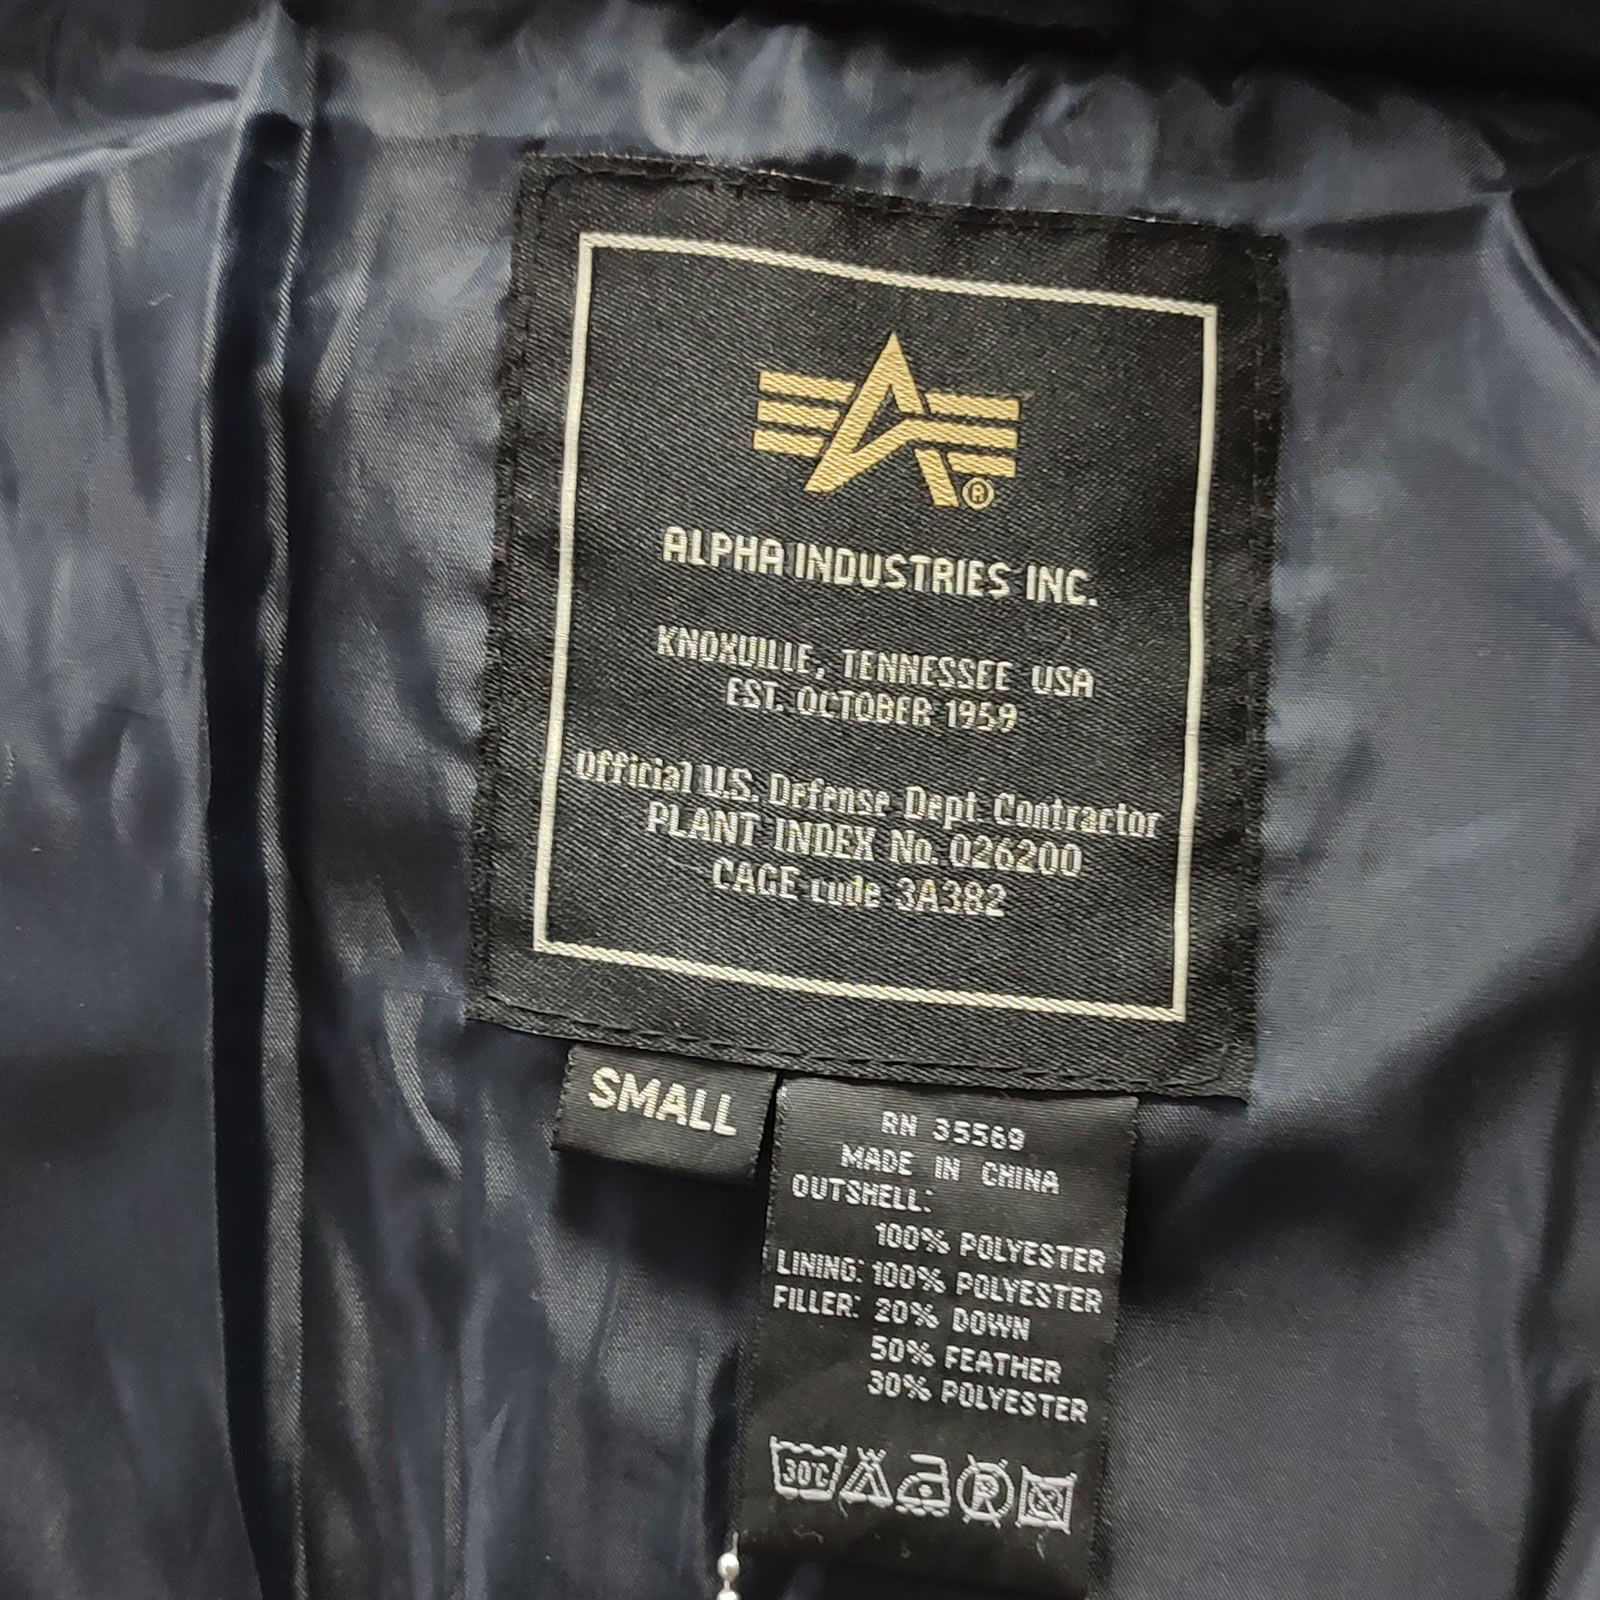 ALPHA INDUSTRIES INC.
KNOXVILLE, TENNESSEE USA
EST. OCTOBER 1959
Official U.S. Defense Dept Contractor
PLANT INDEX No. 026200
CAGE code 3A382
SMALL
RN 35569
MADE IN CHINA
OUTSHELL:
100% POLYESTER
LINING: 100% POLYESTER
FILLER: 20% DOWN
50% FEATHER
30% POLYESTER
30°C